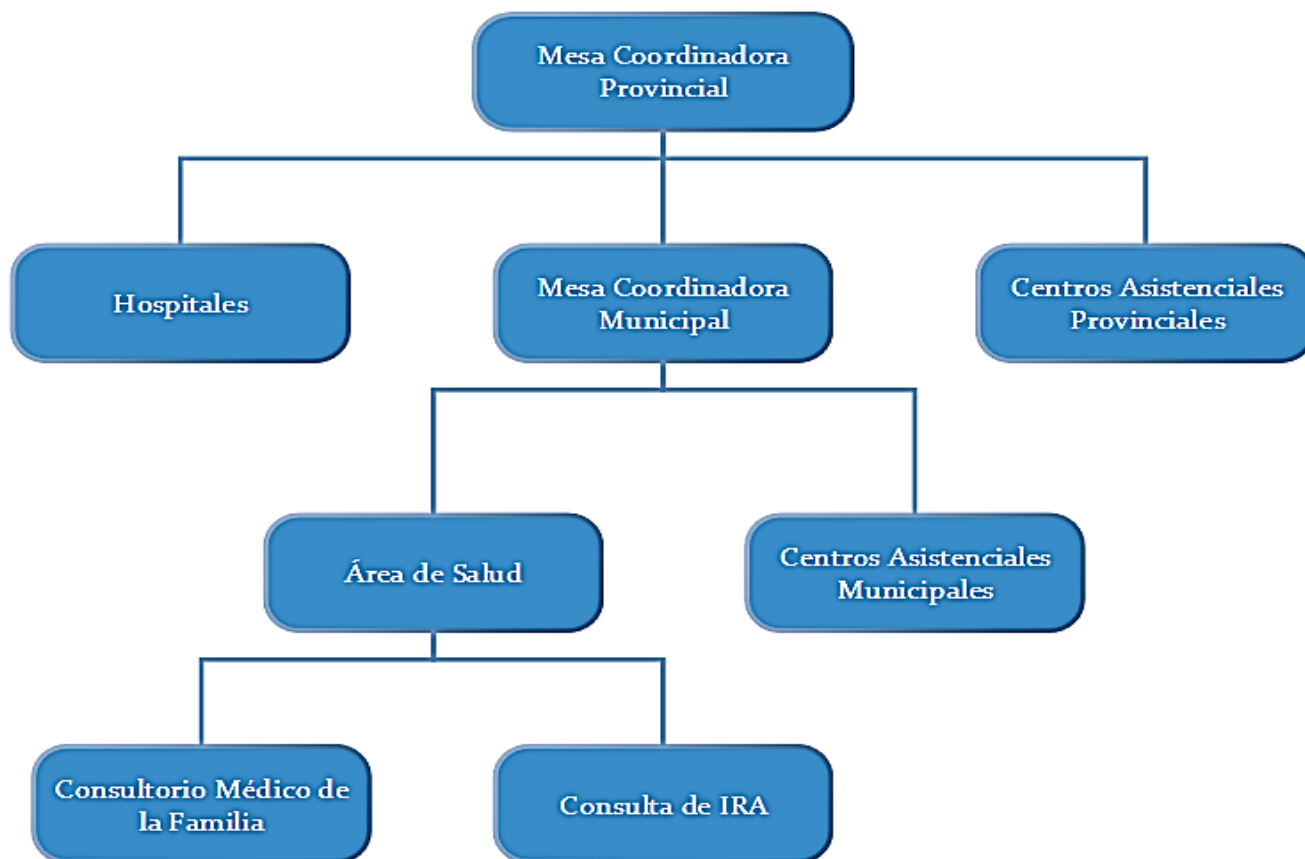 Mesa Coordinadora
Provincial
Hospitales
Mesa Coordinadora
Municipal
Centros Asistenciales
Provinciales
Área de Salud
Centros Asistenciales
Municipales
Consultorio Médico de
la Familia
Consulta de IRA